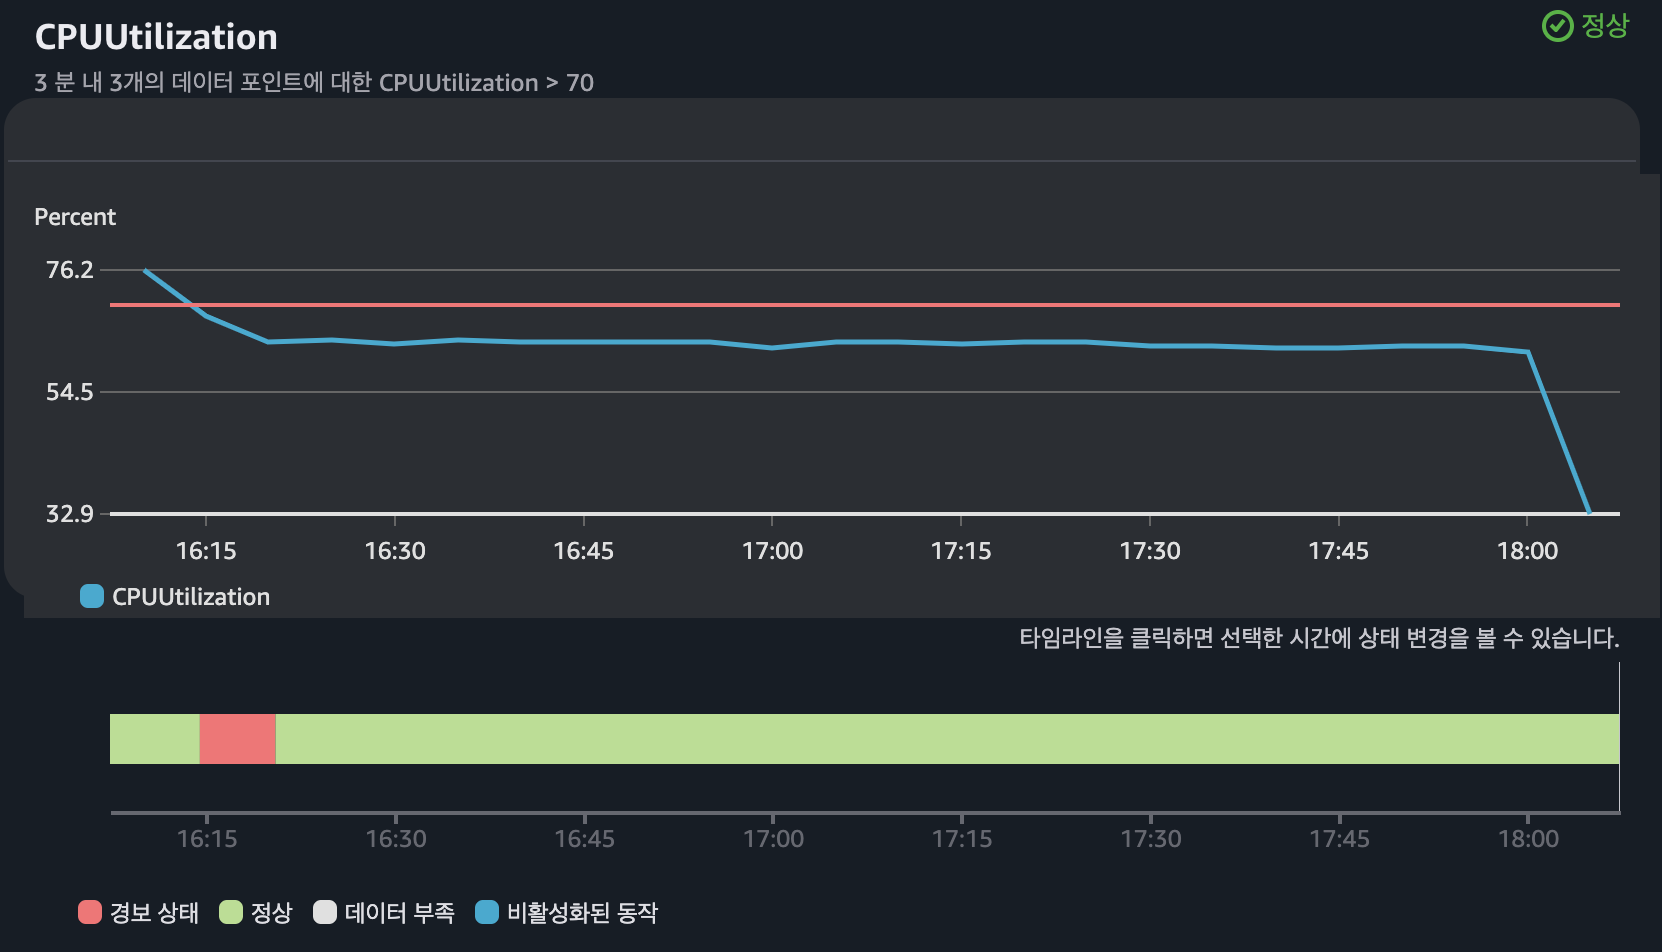 CPUUtilization
정상
3 분 내 3개의 데이터 포인트에 대한 CPUUtilization > 70
Percent
76.2
54.5
32.9
16:15 16:30 16:45 17:00 17:15 17:30 17:45 18:00
CPUUtilization
타임라인을 클릭하면 선택한 시간에 상태 변경을 볼 수 있습니다.
16:15 16:30 16:45 17:00 17:15 17:30 17:45 18:00
경보 상태 정상 데이터 부족 비활성화된 동작